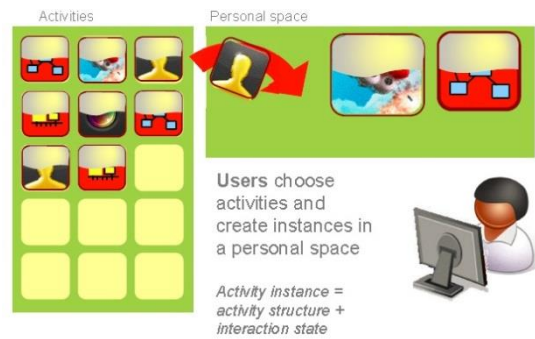 Activities
Personal space
Users choose
activities and
create instances in
a personal space
Activity instance =
activity structure +
interaction state